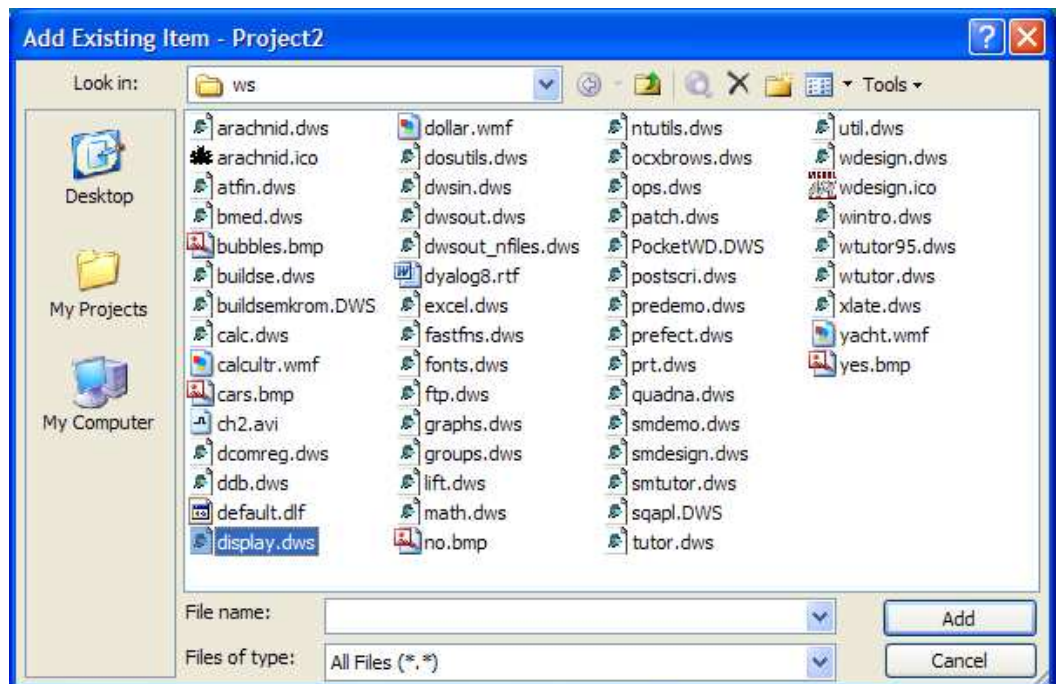 Add Existing Item - Project2
Look in:
ws
Tools
Desktop
My Projects
My Computer
arachnid.dws
arachnid.ico
atfin.dws
bmed.dws
bubbles.bmp
buildse.dws
buildsemkrom.DWS
calc.dws
calcultr.wmf
cars.bmp
ch2.avi
dcomreg.dws
ddb.dws
default.dlf
display.dws
dollar.wmf
dosutils.dws
dwsin.dws
dwsout.dws
dwsout_nfiles.dws
dyalog8.rtf
excel.dws
fastfns.dws
fonts.dws
ftp.dws
graphs.dws
groups.dws
lift.dws
math.dws
no.bmp
ntutils.dws
ocxbrows.dws
ops.dws
patch.dws
PocketWD.DWS
postscri.dws
predemo.dws
prefect.dws
prt.dws
quadna.dws
smdemo.dws
smdesign.dws
smtutor.dws
sqapl.DWS
tutor.dws
util.dws
wdesign.dws
wdesign.ico
wintro.dws
wtutor95.dws
wtutor.dws
xlate.dws
yacht.wmf
yes.bmp
File name:
Add
Files of type:
All Files (*.*)
Cancel